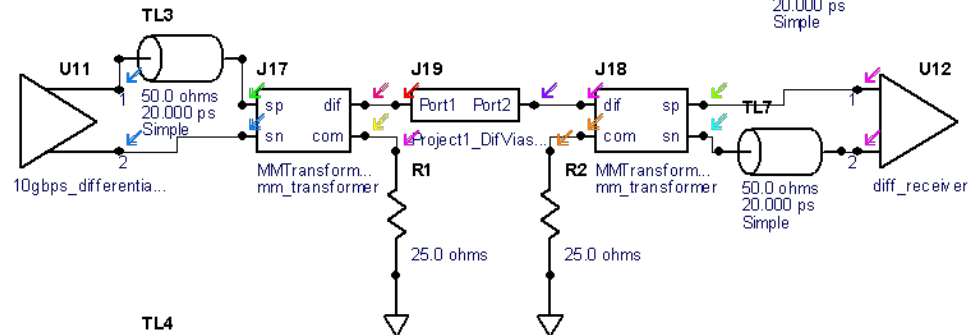 20.000 ps
Simple
TL3
U11
J17
J19
J18
U12
1
50.0 ohms
20.000 ps
Simple
sp
dif
sn
com
Port1
Port2
dif
sp
com
sn
TL7
1
2
2
10gbps_differentia...
MMTransform...
mm_transformer
Project1_DifVias...
R1
R2
MMTransform...
mm_transformer
50.0 ohms
20.000 ps
Simple
diff_receiver
25.0 ohms
25.0 ohms
TL4